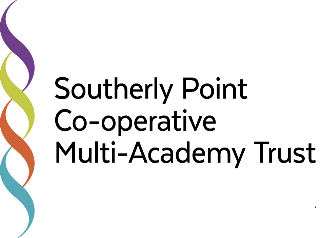 Southerly Point
Co-operative
Multi-Academy Trust